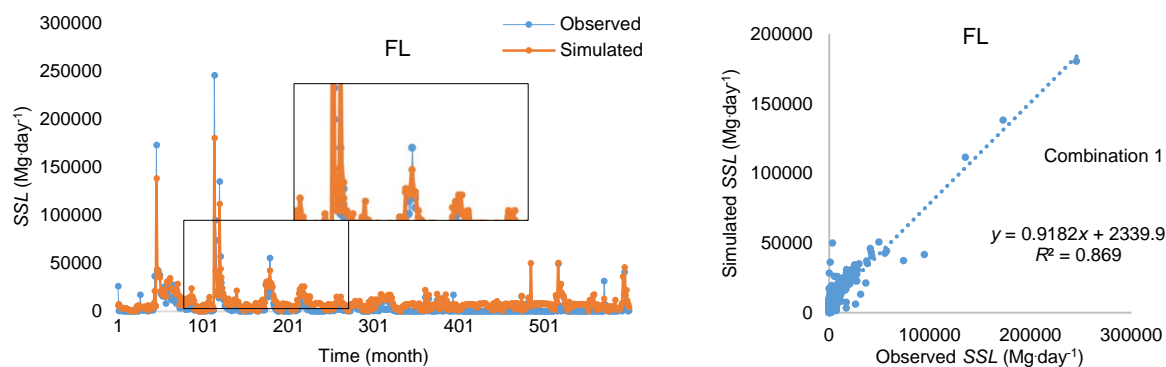 300000
250000
200000
150000
100000
50000
0
SSL (Mg·day⁻¹)
FL
Observed
Simulated
1
101
201
301
401
501
Time (month)
200000
150000
100000
50000
0
Simulated SSL (Mg·day⁻¹)
FL
Combination 1
y = 0.9182x + 2339.9
R² = 0.869
0
100000
200000
300000
Observed SSL (Mg·day⁻¹)